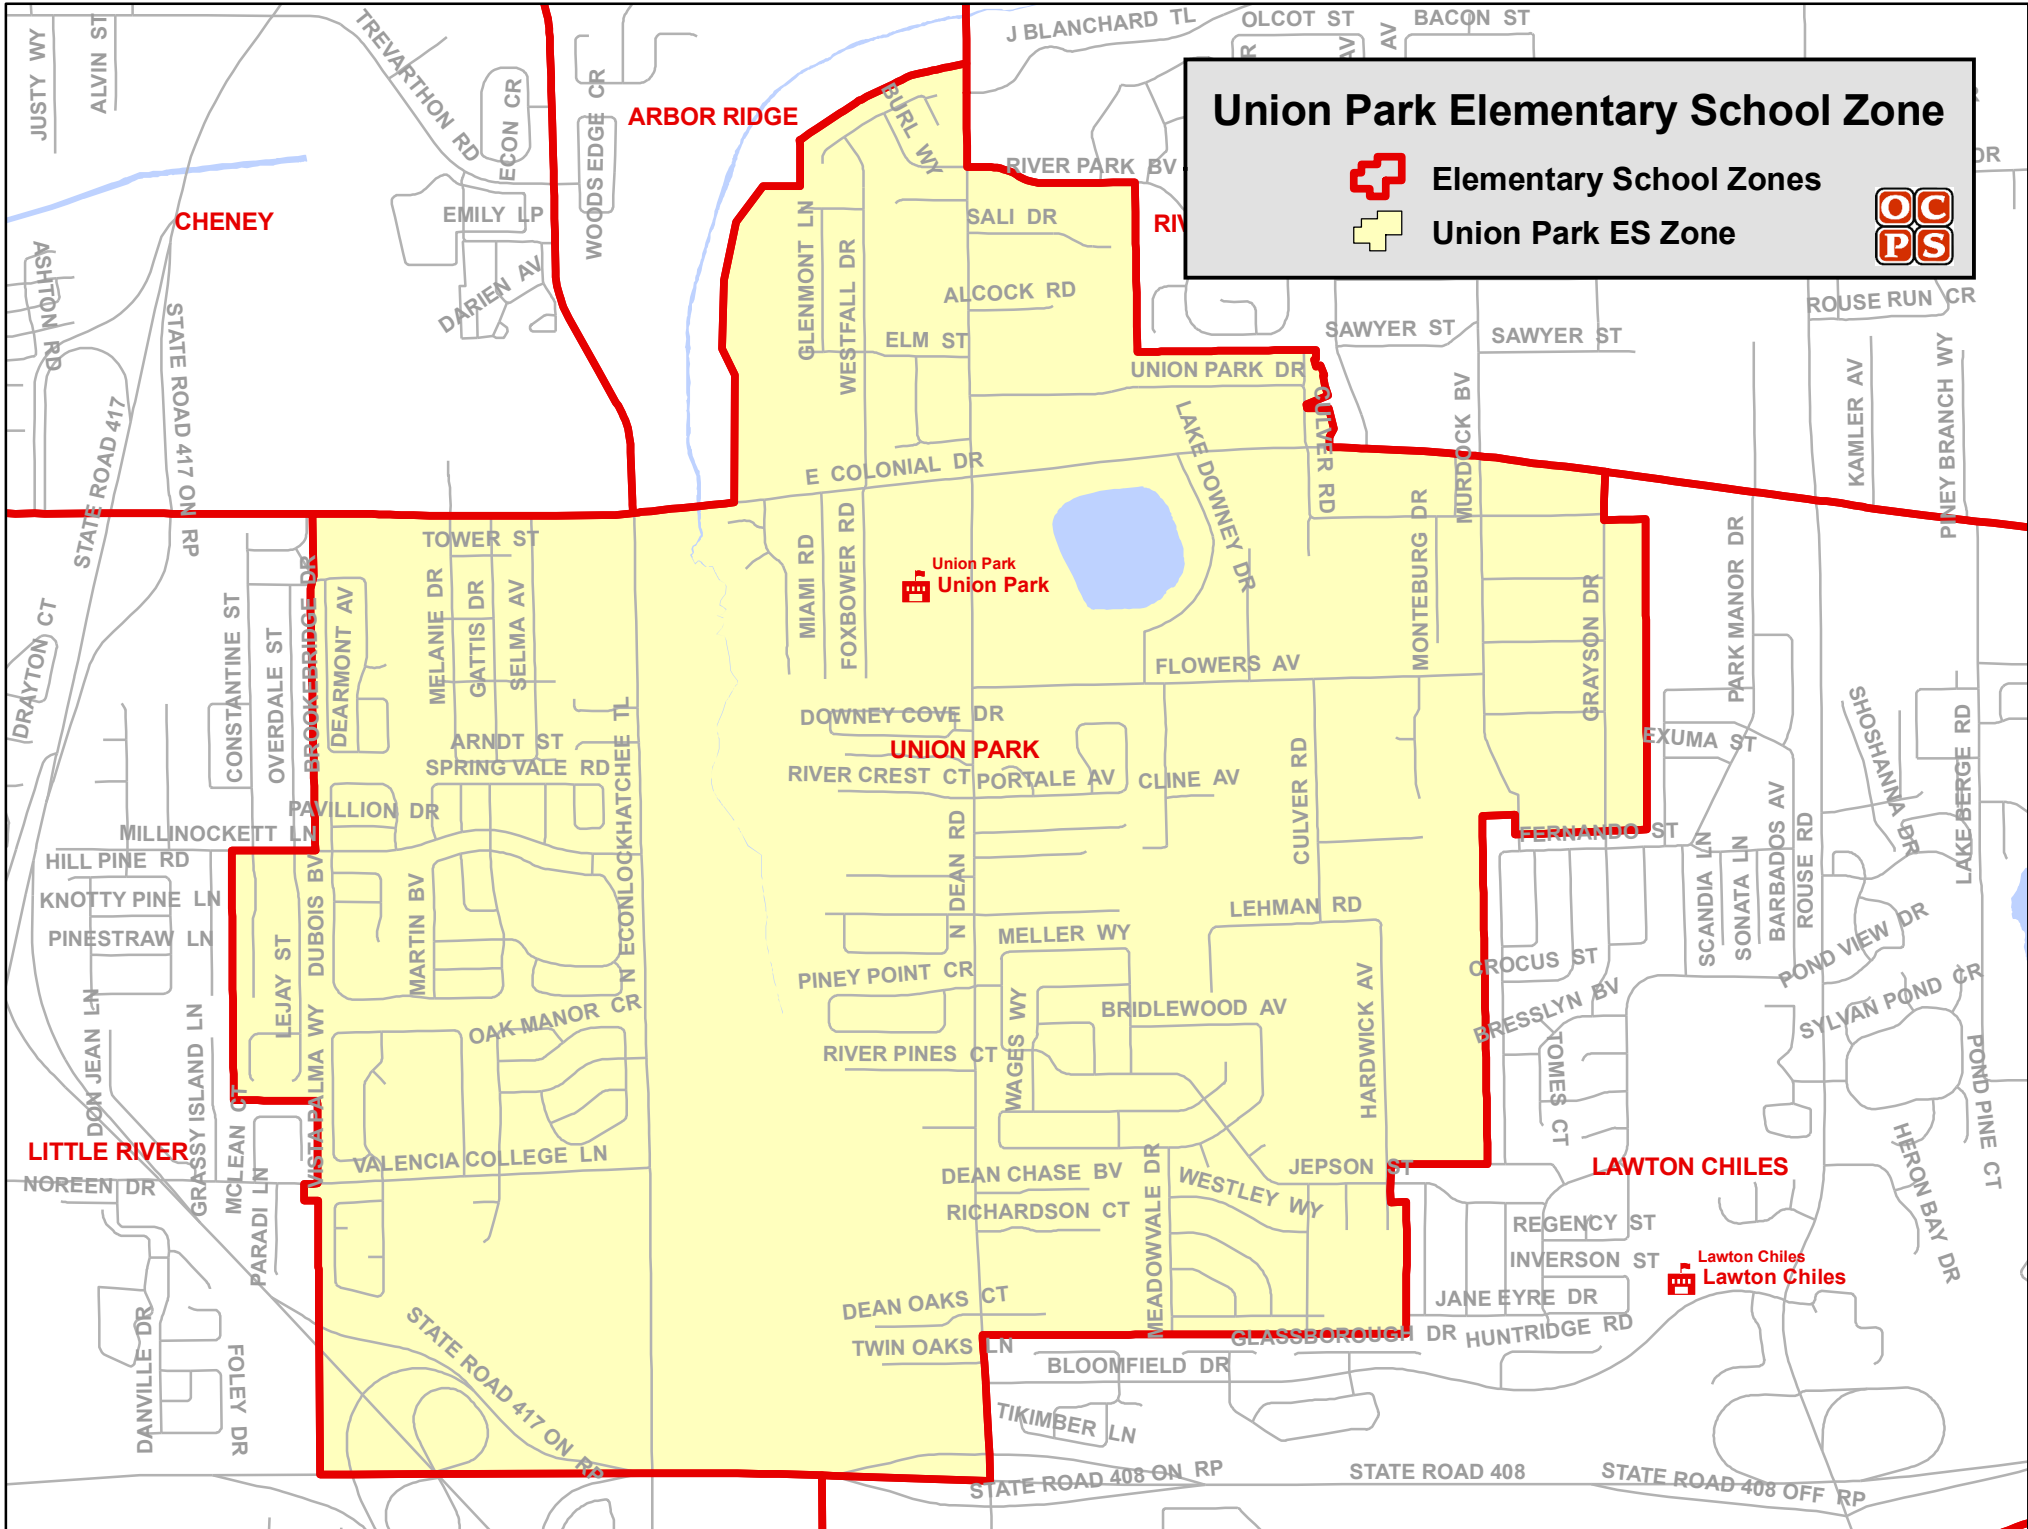 Union Park Elementary School Zone
Elementary School Zones
Union Park ES Zone
OC
PS
JUSTY WY
ALVIN ST
TREVARTHON RD
ECON CR
WOODS EDGE CR
ARBOR RIDGE
BURL WY
J BLANCHARD TL
OLCOT ST
BACON ST
AV
AV
RIVER PARK BV
DR
CHENEY
EMILY LP
DARIEN AV
ASHTON RD
STATE ROAD 417 ON RP
STATE ROAD 417
GLENMONT LN
WESTFALL DR
SALI DR
ALCOCK RD
ELM ST
RIV
UNION PARK DR
SAWYER ST
SAWYER ST
ROUSE RUN CR
KAMLER AV
PINEY BRANCH WY
CULVER RD
MURDOCK BV
LAKE DOWNEY DR
E COLONIAL DR
TOWER ST
MELANIE DR
GATTIS DR
SELMA AV
MIAMI RD
FOXBOWER RD
Union Park
Union Park
MONTEBURG DR
GRAYSON DR
PARK MANOR DR
DRAYTON CT
CONSTANTINE ST
OVERDALE ST
BROOKEBRIDGE DR
DEARMONT AV
FLOWERS AV
DOWNEY COVE DR
UNION PARK
ARNDT ST
SPRING VALE RD
RIVER CREST CT
PORTALE AV
CLINE AV
CULVER RD
EXUMA ST
SHOSHANNA DR
LAKE BERGE RD
PAVILLION DR
MILLINOCKETT LN
HILL PINE RD
KNOTTY PINE LN
PINESTRAW LN
FERNANDO ST
SCANDIA LN
SONATA LN
BARBADOS AV
ROUSE RD
N DEAN RD
N ECONLOCKHATCHEE TL
MARTIN BV
DUBOIS BV
LEJAY ST
LEHMAN RD
MELLER WY
PINEY POINT CR
CROCUS ST
BRESSLYN BV
POND VIEW DR
SYLVAN POND CR
OAK MANOR CR
BRIDLEWOOD AV
HARDWICK AV
WAGES WY
RIVER PINES CT
TOMES CT
POND PINE CT
DON JEAN LN
GRASSY ISLAND LN
MCLEAN CT
PARADI LN
VISTA PALMA WY
LITTLE RIVER
NOREEN DR
VALENCIA COLLEGE LN
DEAN CHASE BV
RICHARDSON CT
MEADOWVALE DR
WESTLEY WY
JEPSON ST
LAWTON CHILES
HERON BAY DR
REGENCY ST
INVERSON ST
Lawton Chiles
Lawton Chiles
JANE EYRE DR
HUNTRIDGE RD
DEAN OAKS CT
TWIN OAKS LN
GLASSBOROUGH DR
BLOOMFIELD DR
DANVILLE DR
FOLEY DR
STATE ROAD 417 ON RP
TIKIMBER LN
STATE ROAD 408 ON RP
STATE ROAD 408
STATE ROAD 408 OFF RP